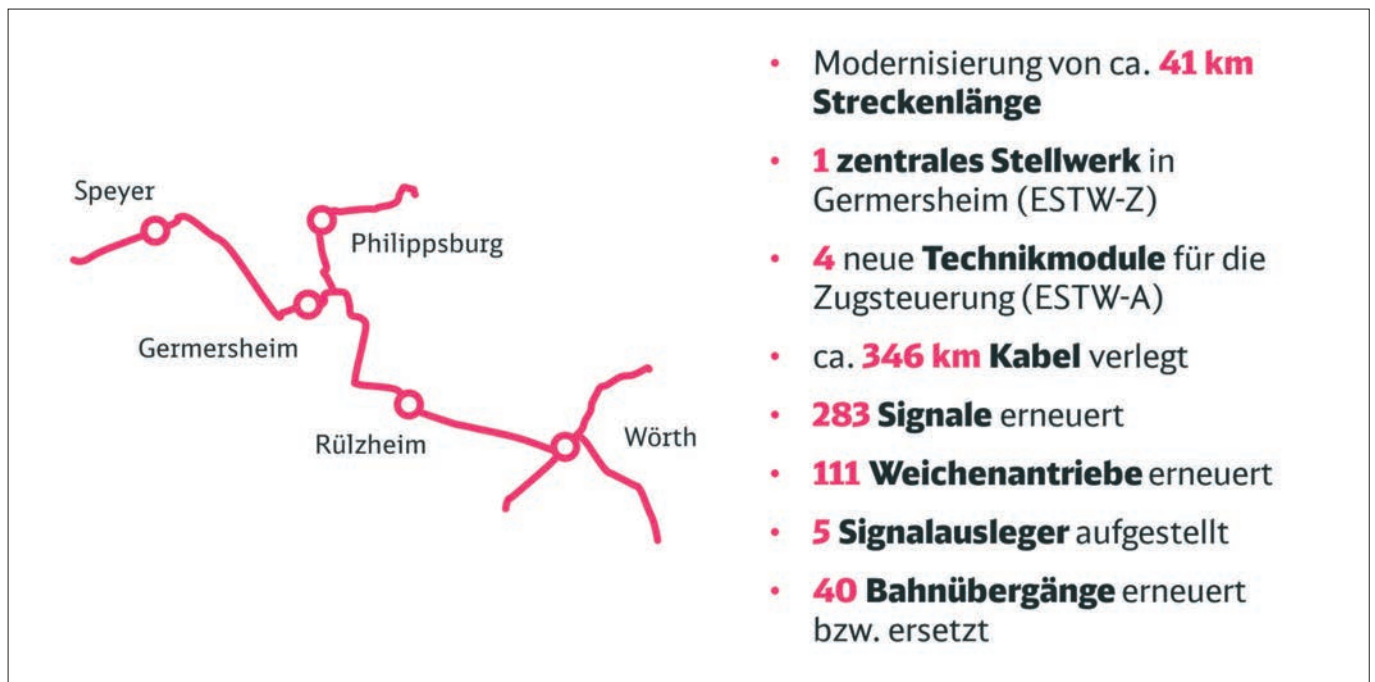 Speyer
Philippsburg
Germersheim
Rülzheim
Wörth
• Modernisierung von ca. 41 km
Streckenlänge
• 1 zentrales Stellwerk in
Germersheim (ESTW-Z)
• 4 neue Technikmodule für die
Zugsteuerung (ESTW-A)
• ca. 346 km Kabel verlegt
• 283 Signale erneuert
• 111 Weichenantriebe erneuert
• 5 Signalausleger aufgestellt
• 40 Bahnübergänge erneuert
bzw. ersetzt